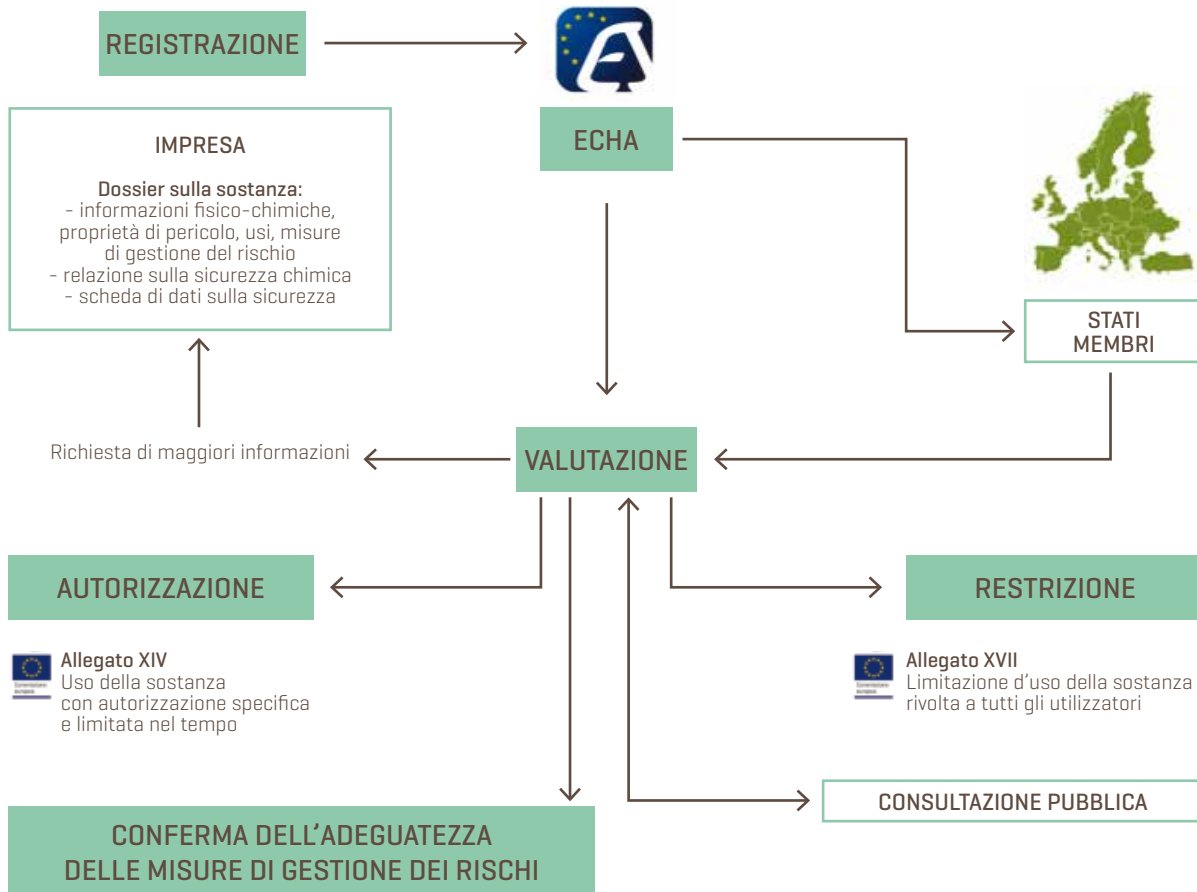 REGISTRAZIONE
ECHA
IMPRESA
Dossier sulla sostanza:
- informazioni fisico-chimiche,
proprietà di pericolo, usi, misure
di gestione del rischio
- relazione sulla sicurezza chimica
- scheda di dati sulla sicurezza
STATI
MEMBRI
Richiesta di maggiori informazioni
VALUTAZIONE
AUTORIZZAZIONE
RESTRIZIONE
Allegato XIV
Uso della sostanza
con autorizzazione specifica
e limitata nel tempo
Allegato XVII
Limitazione d'uso della sostanza
rivolta a tutti gli utilizzatori
CONSULTAZIONE PUBBLICA
CONFERMA DELL'ADEGUATEZZA
DELLE MISURE DI GESTIONE DEI RISCHI